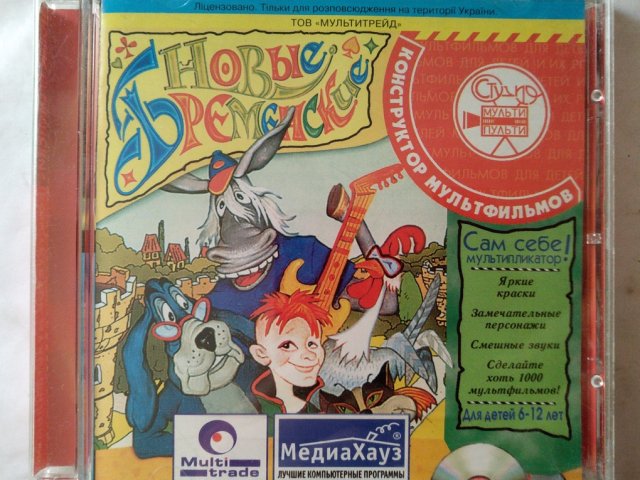 Ліцензовано. Тільки для розповсюдження на території України.
ТОВ «МУЛЬТИТРЕЙД»
Новые
Бременские
КОНСТРУКТОР МУЛЬТФИЛЬМОВ
СТУДИЯ
МУЛЬТИ
ПУЛЬТИ
Сам себе
мультипликатор!
Яркие
краски
Замечательные
персонажи
Смешные звуки
Сделайте
хоть 1000
мультфильмов!
Для детей 6-12 лет
Multi
trade
МедиаХауз®
ЛУЧШИЕ КОМПЬЮТЕРНЫЕ ПРОГРАММЫ